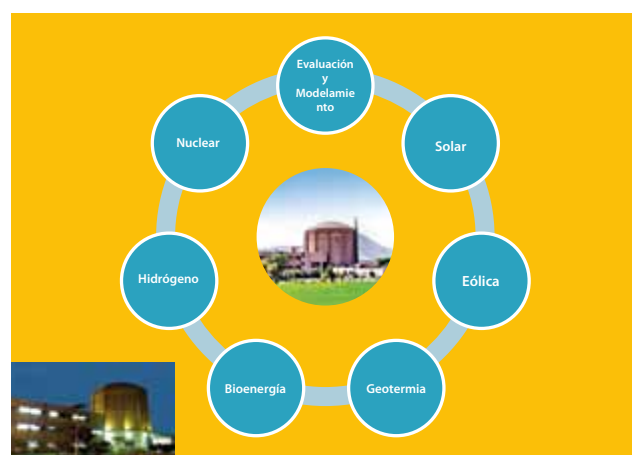 Evaluación
y
Modelamie
nto
Solar
Eólica
Geotermia
Bioenergía
Hidrógeno
Nuclear